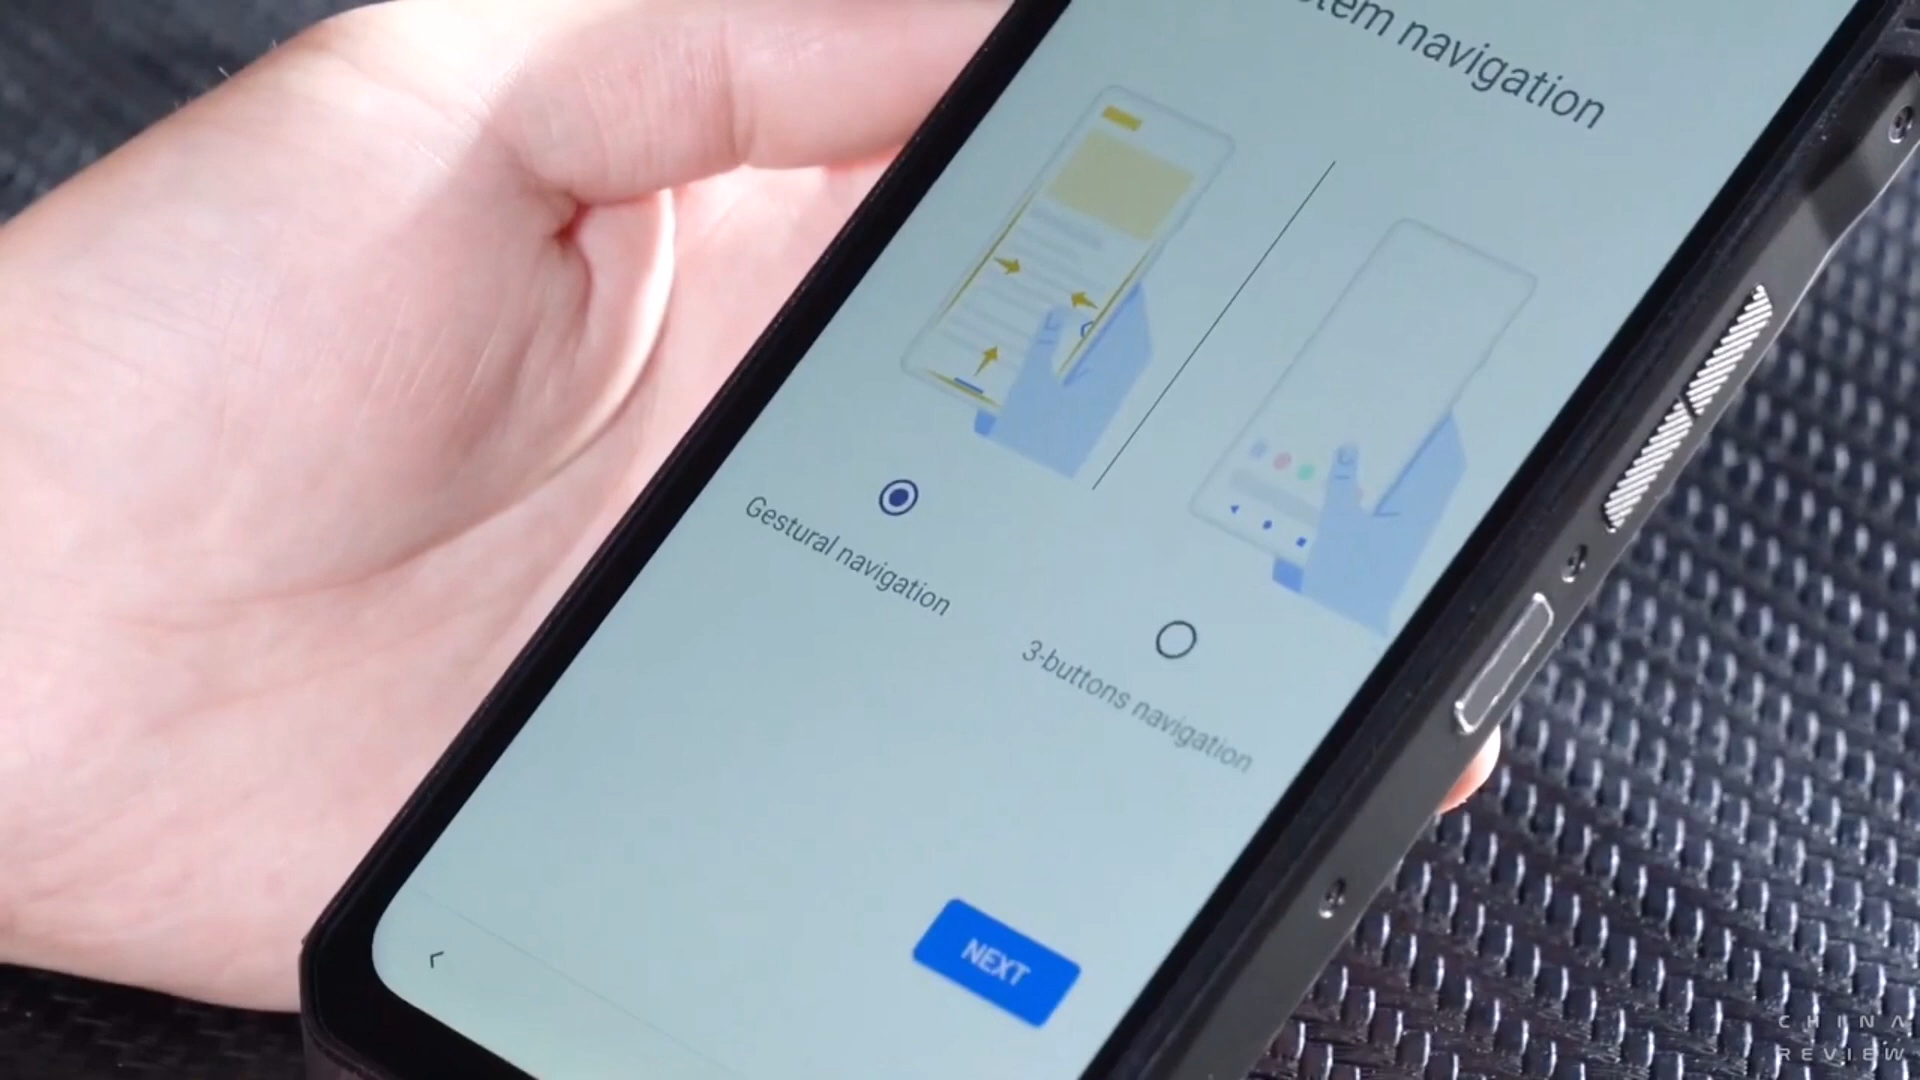 navigation
Gestural navigation
3-buttons navigation
NEXT
CHINA
REVIEW